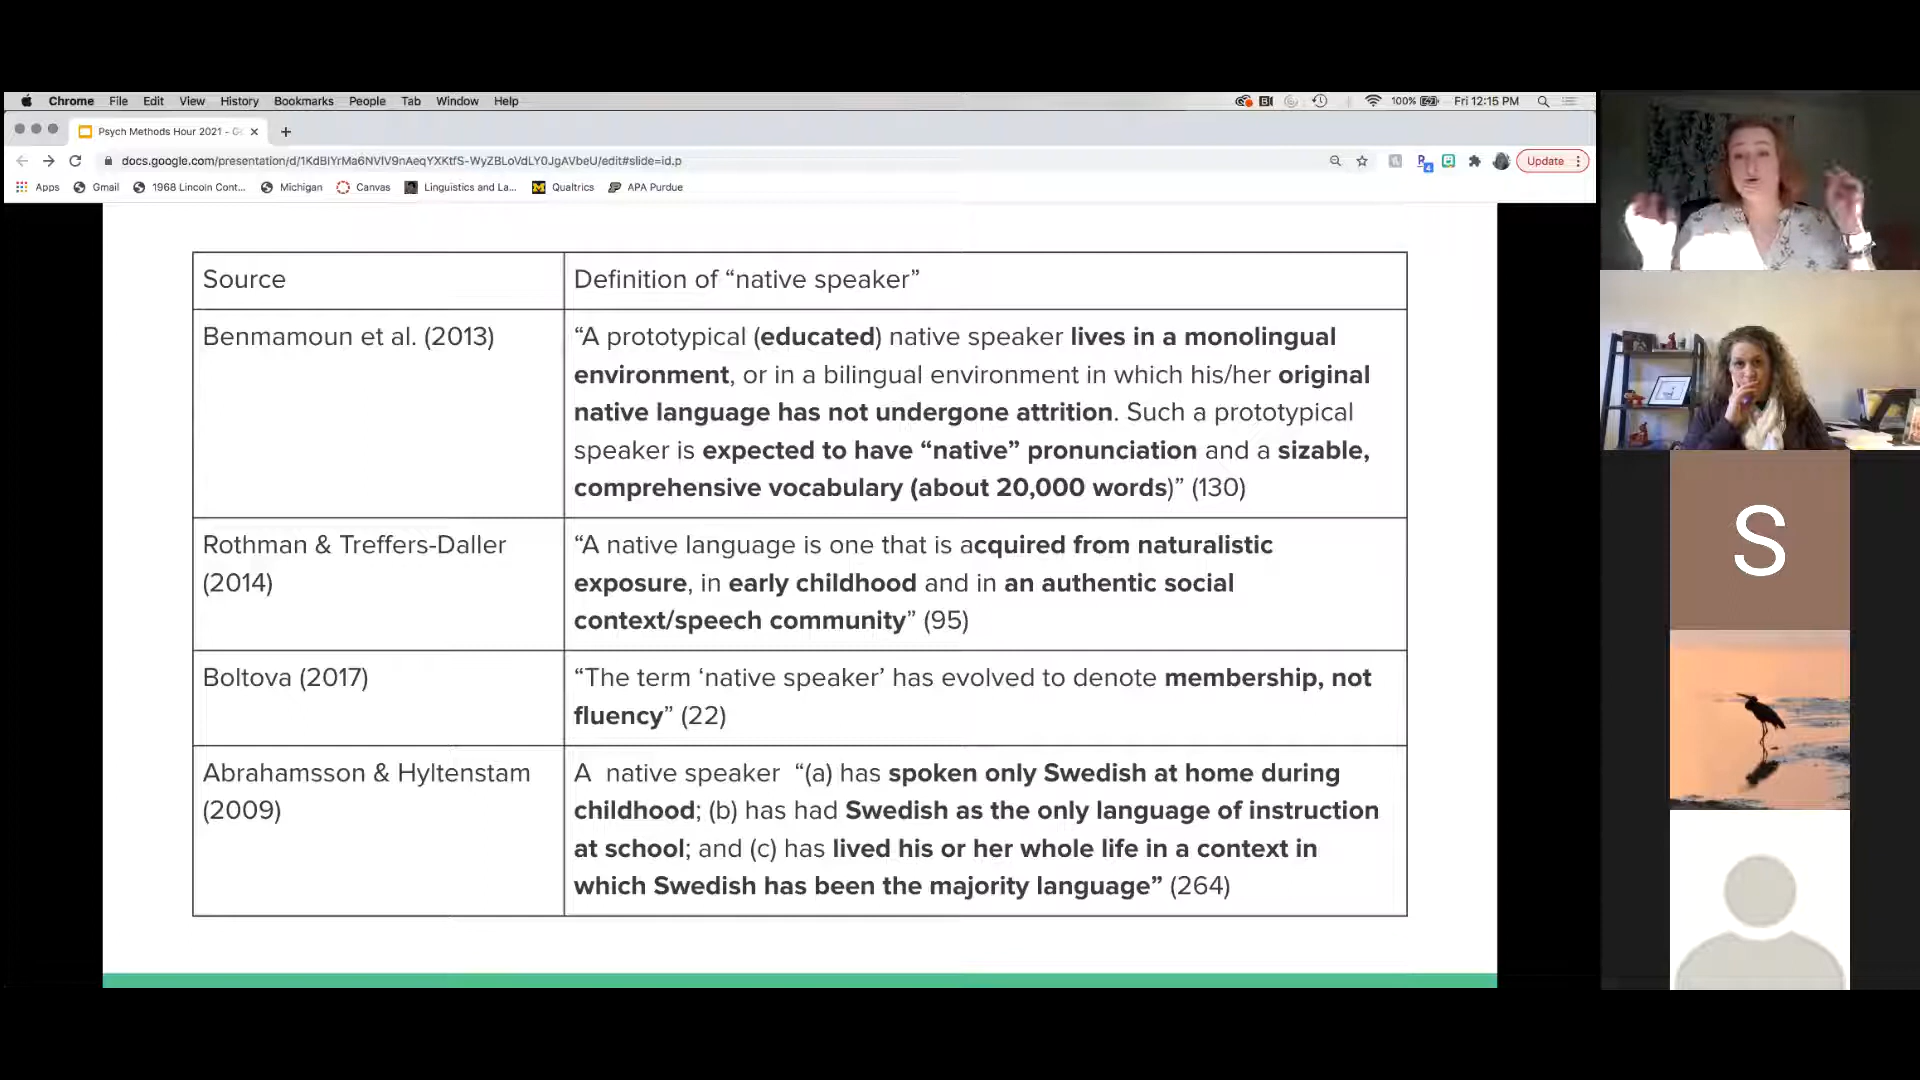 Chrome File Edit View History Bookmarks People Tab Window Help 100% Fri 12:15 PM
Psych Methods Hour 2021 - G
docs.google.com/presentation/d/1KdBIYrMa6NVIV9nAeqYXKtfS-WyZBLoVdLY0JgAVbeU/edit#slide=id.p Update
Apps Gmail 1968 Lincoln Cont... Michigan Canvas Linguistics and La... Qualtrics APA Purdue
Source Definition of “native speaker”
Benmamoun et al. (2013) “A prototypical (educated) native speaker lives in a monolingual
environment, or in a bilingual environment in which his/her original
native language has not undergone attrition. Such a prototypical
speaker is expected to have “native” pronunciation and a sizable,
comprehensive vocabulary (about 20,000 words)” (130)
Rothman & Treffers-Daller “A native language is one that is acquired from naturalistic
(2014) exposure, in early childhood and in an authentic social
context/speech community” (95)
Boltova (2017) “The term ‘native speaker’ has evolved to denote membership, not
fluency” (22)
Abrahamsson & Hyltenstam A native speaker “(a) has spoken only Swedish at home during
(2009) childhood; (b) has had Swedish as the only language of instruction
at school; and (c) has lived his or her whole life in a context in
which Swedish has been the majority language” (264)
S